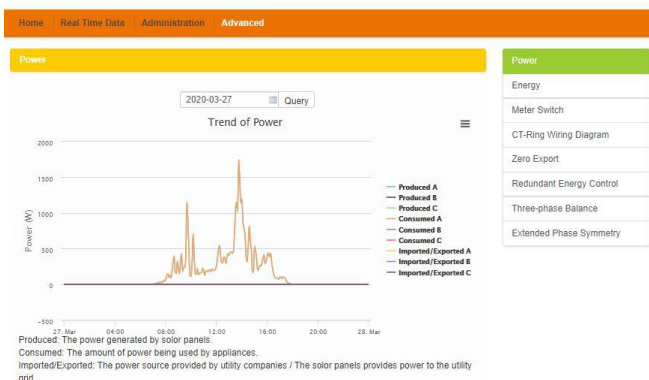 Home Real Time Data Administration Advanced
Power
2020-03-27 Query
Trend of Power
2000
1500
1000
500
0
-500
Power (W)
27. Mar 04:00 08:00 12:00 16:00 20:00 28. Mar
Produced A
Produced B
Produced C
Consumed A
Consumed B
Consumed C
Imported/Exported A
Imported/Exported B
Imported/Exported C
Produced: The power generated by solor panels.
Consumed: The amount of power being used by appliances.
Imported/Exported: The power source provided by utility companies / The solar panels provides power to the utility
grid
Power
Energy
Meter Switch
CT-Ring Wiring Diagram
Zero Export
Redundant Energy Control
Three-phase Balance
Extended Phase Symmetry